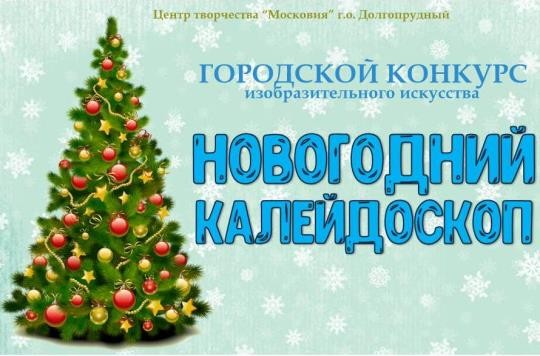 Центр творчества "Московия" г.о. Долгопрудный
ГОРОДСКОЙ КОНКУРС
изобразительного искусства
НОВОГОДНИЙ
КАЛЕЙДОСКОП